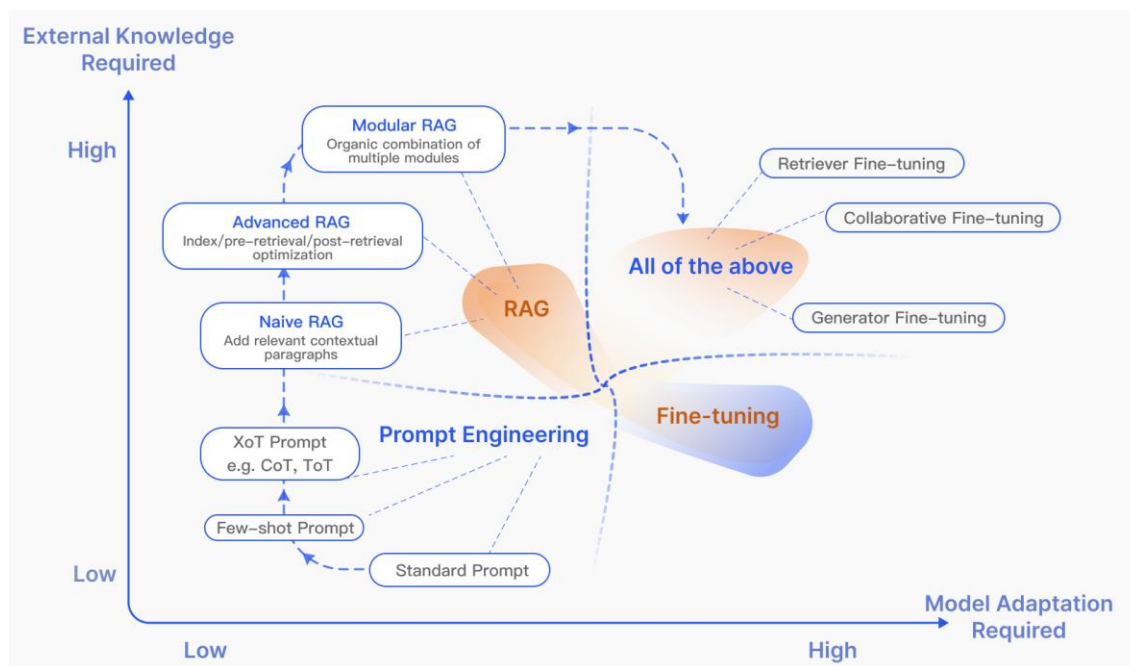 External Knowledge
Required
High
Modular RAG
Organic combination of
multiple modules
Retriever Fine-tuning
Advanced RAG
Index/pre-retrieval/post-retrieval
optimization
Collaborative Fine-tuning
All of the above
RAG
Naive RAG
Add relevant contextual
paragraphs
Generator Fine-tuning
Fine-tuning
Prompt Engineering
XoT Prompt
e.g. CoT, ToT
Few-shot Prompt
Standard Prompt
Low
Model Adaptation
Required
Low
High